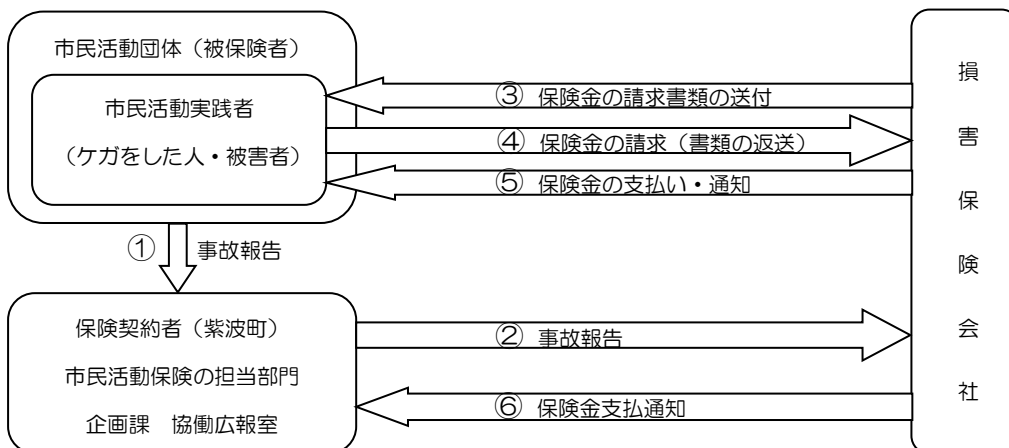 市民活動団体（被保険者）
市民活動実践者
（ケガをした人・被害者）
③ 保険金の請求書類の送付
④ 保険金の請求（書類の返送）
⑤ 保険金の支払い・通知
① 事故報告
保険契約者（紫波町）
市民活動保険の担当部門
企画課　協働広報室
② 事故報告
⑥ 保険金支払通知
損
害
保
険
会
社